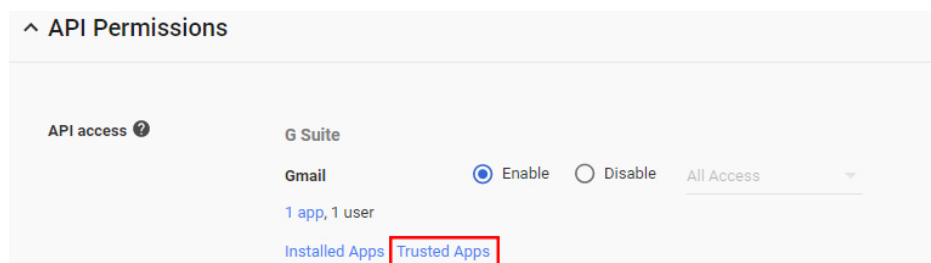 API Permissions
API access
G Suite
Gmail Enable Disable All Access
1 app, 1 user
Installed Apps Trusted Apps